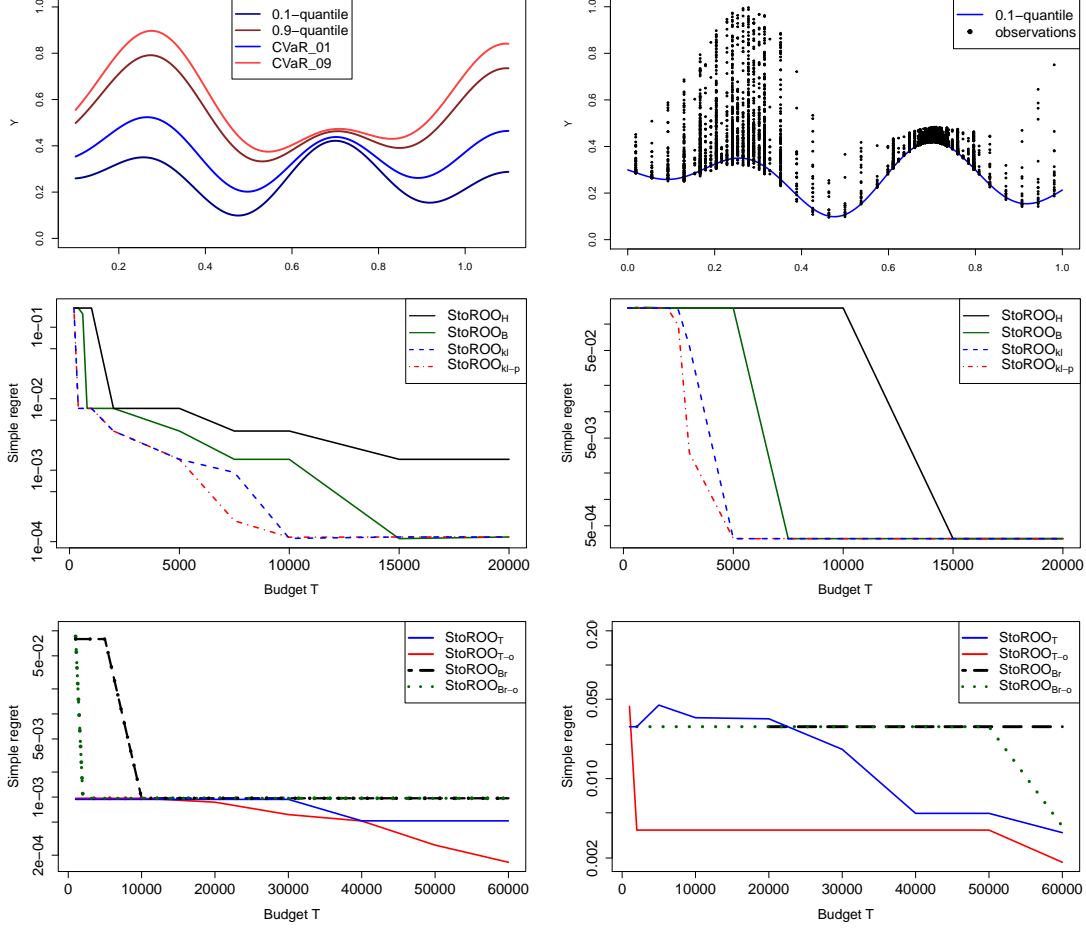 0.1−quantile
0.9−quantile
CVaR_01
CVaR_09
Y
0.0
0.2
0.4
0.6
0.8
1.0
0.2
0.4
0.6
0.8
1.0
0.1−quantile
observations
Y
0.0
0.2
0.4
0.6
0.8
1.0
0.0
0.2
0.4
0.6
0.8
1.0
StoROO_H
StoROO_B
StoROO_kl
StoROO_kl−p
Simple regret
1e−04
1e−03
1e−02
1e−01
0
5000
10000
15000
20000
Budget T
StoROO_H
StoROO_B
StoROO_kl
StoROO_kl−p
Simple regret
5e−04
5e−03
5e−02
0
5000
10000
15000
20000
Budget T
StoROO_T
StoROO_T−o
StoROO_Br
StoROO_Br−o
Simple regret
2e−04
1e−03
5e−03
5e−02
0
10000
20000
30000
40000
50000
60000
Budget T
StoROO_T
StoROO_T−o
StoROO_Br
StoROO_Br−o
Simple regret
0.002
0.010
0.050
0.20
0
10000
20000
30000
40000
50000
60000
Budget T